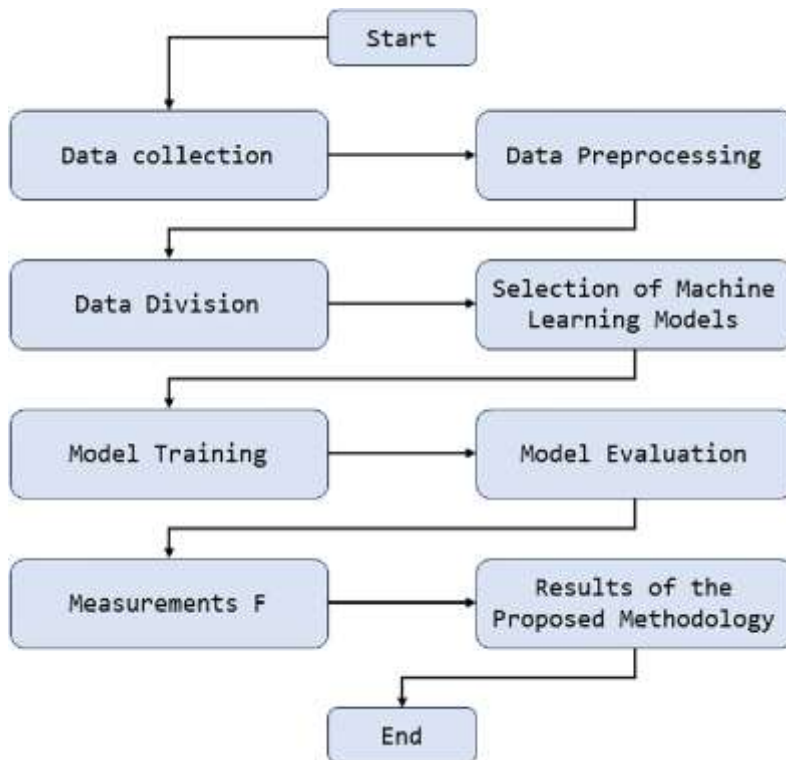 Start
Data collection
Data Preprocessing
Data Division
Selection of Machine
Learning Models
Model Training
Model Evaluation
Measurements F
Results of the
Proposed Methodology
End